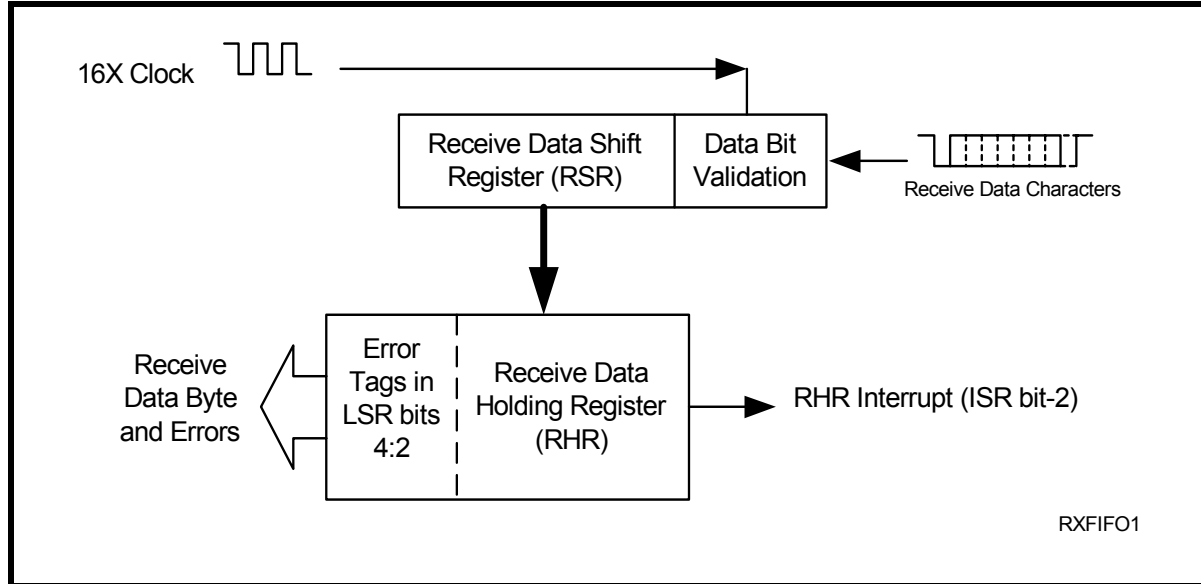 16X Clock
Receive Data Shift
Register (RSR)
Data Bit
Validation
Receive Data Characters
Receive
Data Byte
and Errors
Error
Tags in
LSR bits
4:2
Receive Data
Holding Register
(RHR)
RHR Interrupt (ISR bit-2)
RXFIFO1